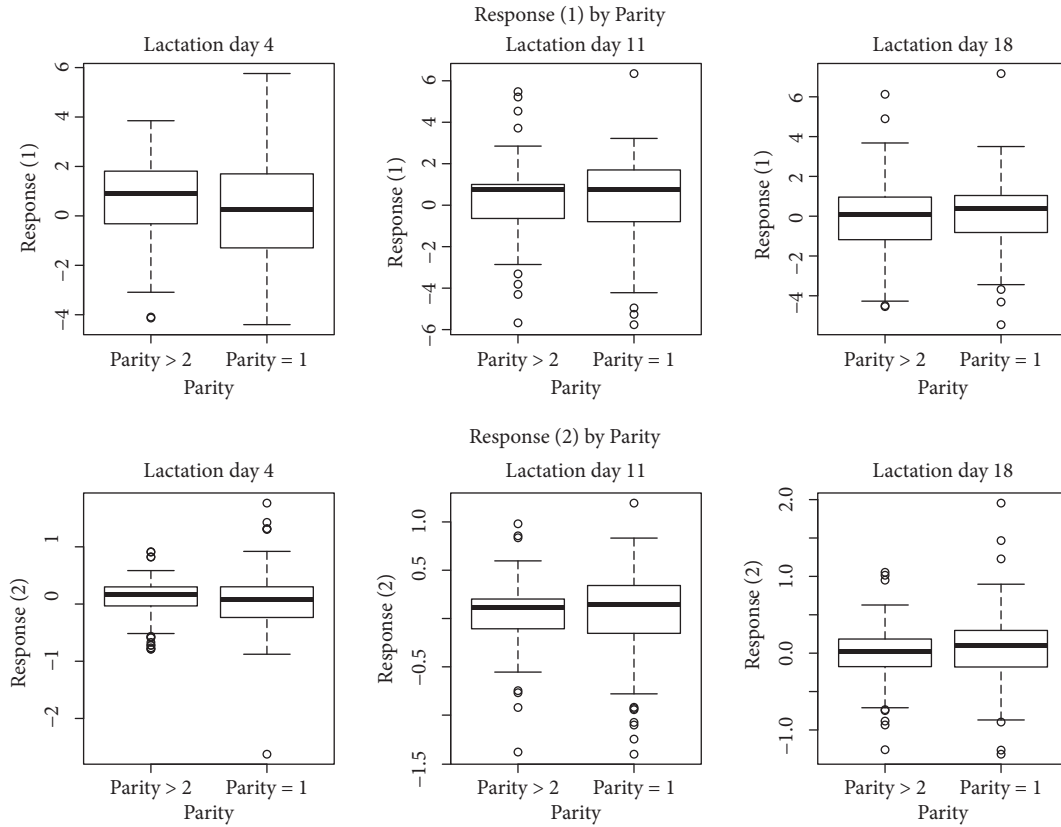 Response (1) by Parity
Lactation day 4
Lactation day 11
Lactation day 18
Response (1)
6
4
2
0
−2
−4
Parity > 2
Parity = 1
Parity
Response (1)
6
4
2
0
−2
−4
−6
Parity > 2
Parity = 1
Parity
Response (1)
6
4
2
0
−2
−4
Parity > 2
Parity = 1
Parity
Response (2) by Parity
Lactation day 4
Lactation day 11
Lactation day 18
Response (2)
1
0
−1
−2
Parity > 2
Parity = 1
Parity
Response (2)
1.0
0.5
−0.5
−1.5
Parity > 2
Parity = 1
Parity
Response (2)
2.0
1.0
0.0
−1.0
Parity > 2
Parity = 1
Parity